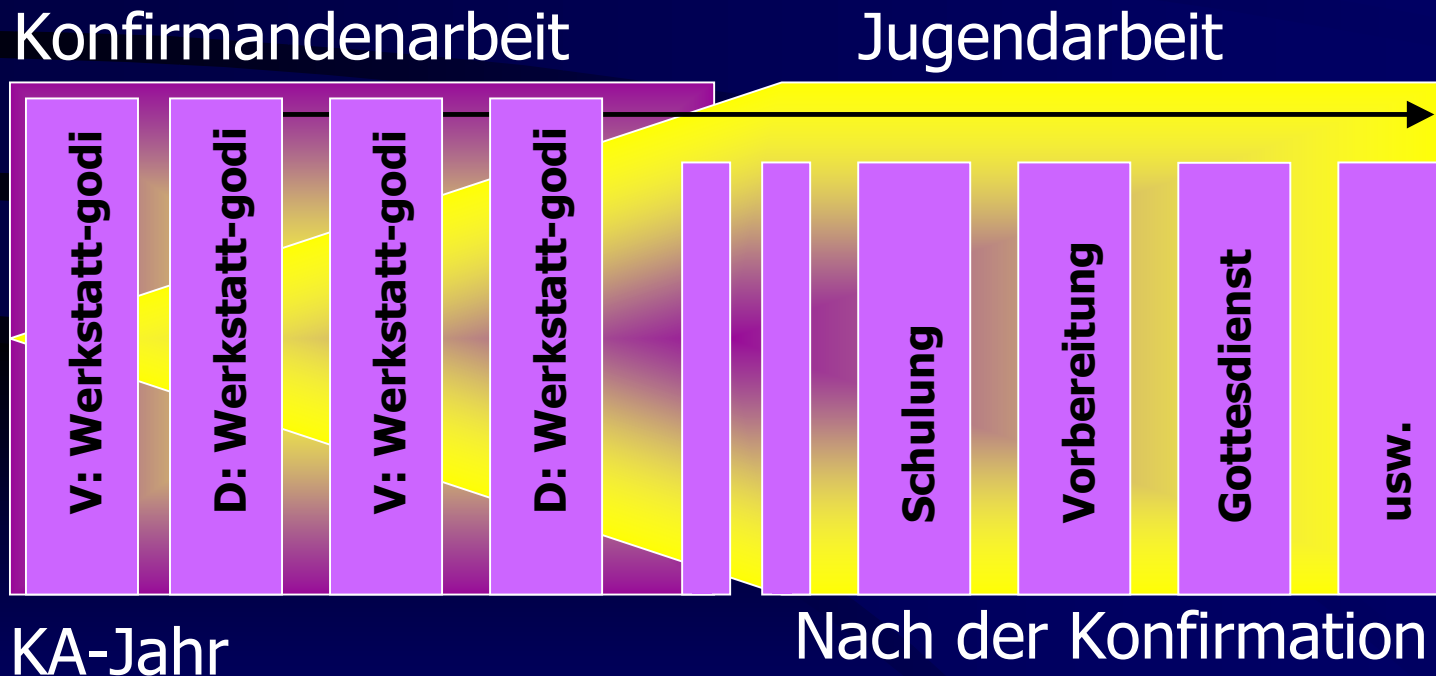 Konfirmandenarbeit
Jugendarbeit
V: Werkstatt-godi
D: Werkstatt-godi
V: Werkstatt-godi
D: Werkstatt-godi
Schulung
Vorbereitung
Gottesdienst
usw.
KA-Jahr
Nach der Konfirmation